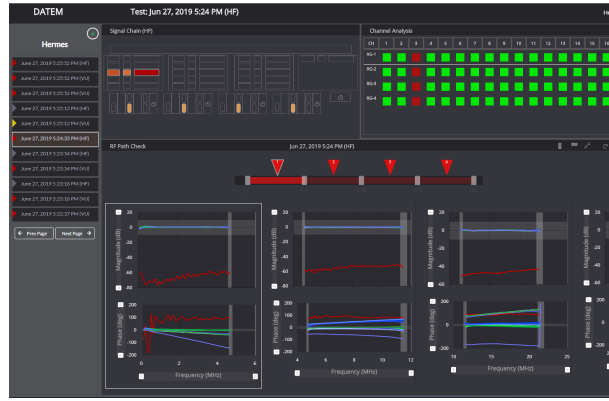 DATEM
Test: Jun 27, 2019 5:24 PM (HF)
Hermes
June 27, 2019 5:25:52 PM (HF)
June 27, 2019 5:25:52 PM (VU)
June 27, 2019 5:25:52 PM (VU)
June 27, 2019 5:25:13 PM (HF)
June 27, 2019 5:25:12 PM (VU)
June 27, 2019 5:24:33 PM (HF)
June 27, 2019 5:23:54 PM (HF)
June 27, 2019 5:23:54 PM (VU)
June 27, 2019 5:23:16 PM (HF)
June 27, 2019 5:23:16 PM (VU)
June 27, 2019 5:22:37 PM (VU)
Prev Page
Next Page
Signal Chain (HF)
Channel Analysis
CH 1 2 3 4 5 6 7 8 9 10 11 12 13 14 15 16
RG-1
RG-2
RG-3
RG-4
RF Path Check
Jun 27, 2019 5:24:33 PM (HF)
1 2 3 4
Magnitude (dB)
20
0
-20
-40
-60
-80
Phase (deg)
200
100
0
-100
-200
0 2 4 6
Frequency (MHz)
Magnitude (dB)
20
0
-20
-40
-60
-80
Phase (deg)
200
100
0
-100
-200
4 6 8 10 12
Frequency (MHz)
Magnitude (dB)
20
0
-20
-40
-60
Phase (deg)
200
0
-200
10 15 20 25
Frequency (MHz)
20
0
-20
-40
-60
200
100
0
-100
-200